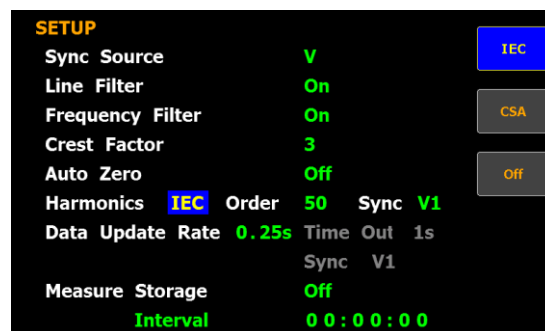 SETUP
Sync Source V
Line Filter On
Frequency Filter On
Crest Factor 3
Auto Zero Off
Harmonics IEC Order 50 Sync V1
Data Update Rate 0.25s Time Out 1s
Sync V1
Measure Storage Off
Interval 00:00:00
IEC
CSA
Off